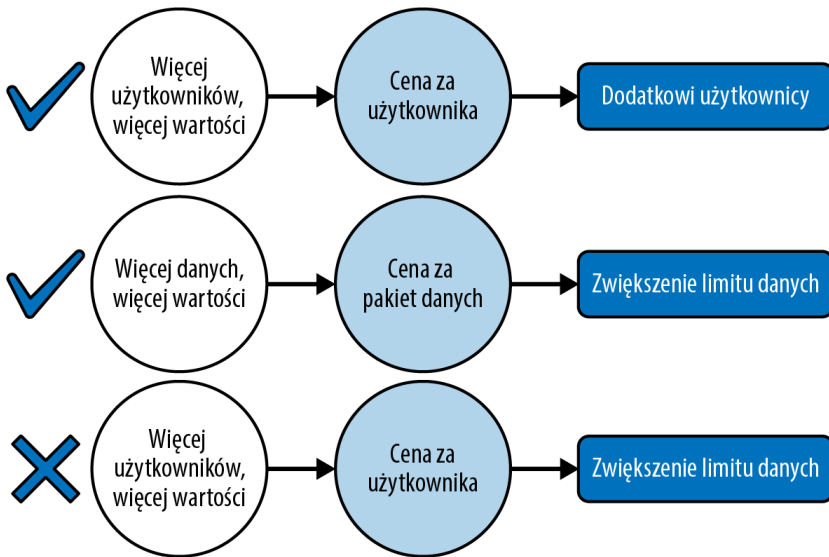 Więcej
użytkowników,
więcej wartości
Cena za
użytkownika
Dodatkowi użytkownicy
Więcej danych,
więcej wartości
Cena za
pakiet danych
Zwiększenie limitu danych
Więcej
użytkowników,
więcej wartości
Cena za
użytkownika
Zwiększenie limitu danych